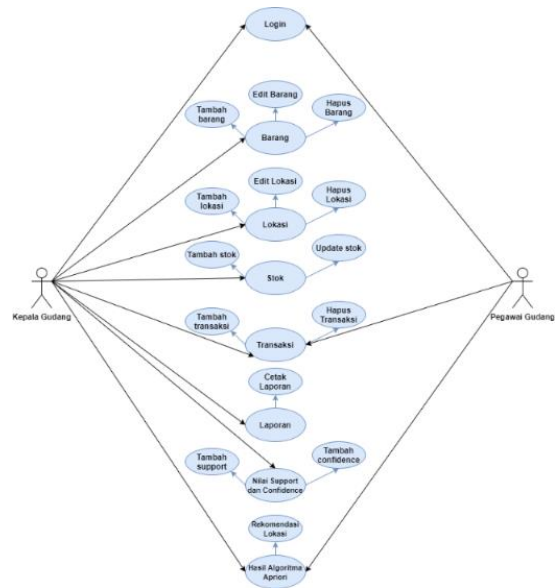 Login
Edit Barang
Tambah
barang
Hapus
Barang
Barang
Edit Lokasi
Tambah
lokasi
Hapus
Lokasi
Lokasi
Tambah stok
Update stok
Stok
Kepala Gudang
Pegawai Gudang
Tambah
transaksi
Hapus
Transaksi
Transaksi
Cetak
Laporan
Laporan
Tambah
support
Tambah
confidence
Nilai Support
dan Confidence
Rekomendasi
Lokasi
Hasil Algoritma
Apriori